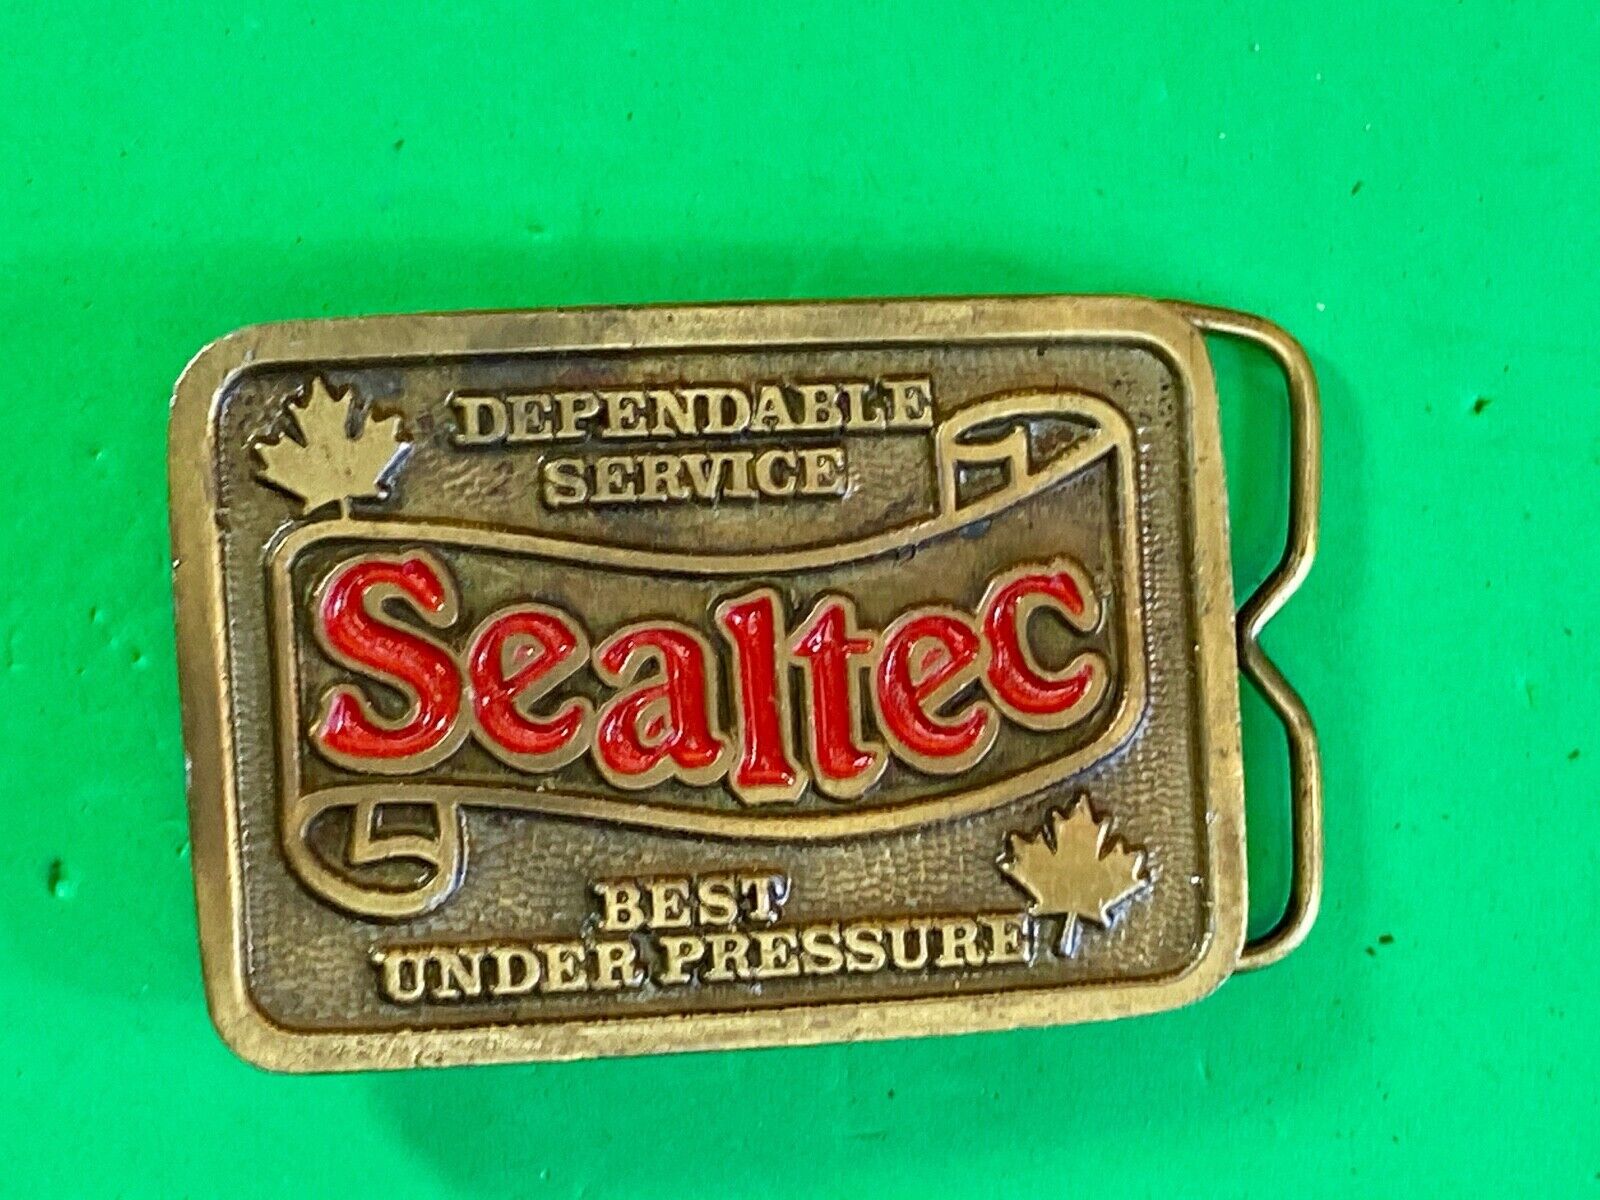 DEPENDABLE
SERVICE
Sealtec
BEST
UNDER PRESSURE